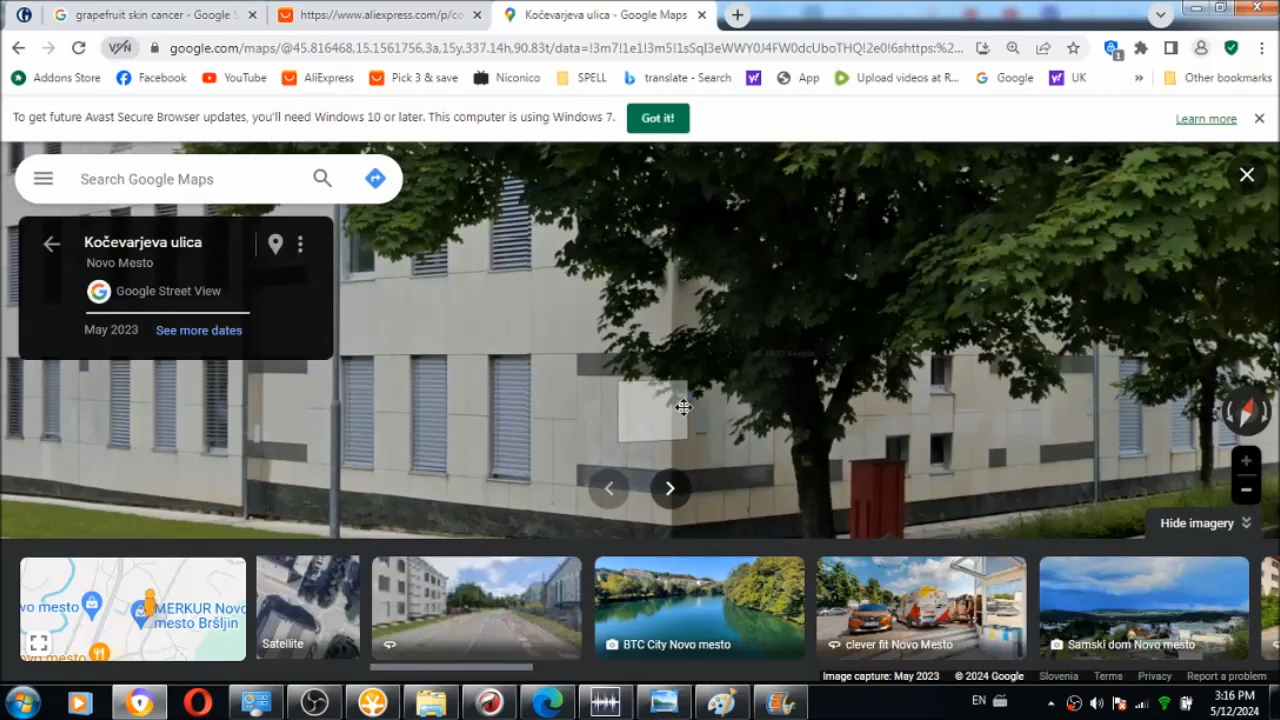 grapefruit skin cancer - Google S
https://www.aliexpress.com/p/co
Kočevarjeva ulica - Google Maps
VPN
google.com/maps/@45.816468,15.1561756,3a,15y,337.14h,90.83t/data=!3m7!1e1!3m5!1sSqI3eWWY0J4FW0dcUboTHQ!2e0!6shttps:%2...
1
Addons Store
Facebook
YouTube
AliExpress
Pick 3 & save
Niconico
SPELL
translate - Search
App
Upload videos at R...
Google
UK
»
Other bookmarks
To get future Avast Secure Browser updates, you'll need Windows 10 or later. This computer is using Windows 7.
Got it!
Learn more
Search Google Maps
Kočevarjeva ulica
Novo Mesto
Google Street View
May 2023
See more dates
Hide imagery
vo mesto
MERKUR Novo
mesto Bršljin
ovo mesto
Satellite
BTC City Novo mesto
clever fit Novo Mesto
Samski dom Novo mesto
Image capture: May 2023
© 2024 Google
Slovenia
Terms
Privacy
Report a problem
EN
3:16 PM
5/12/2024